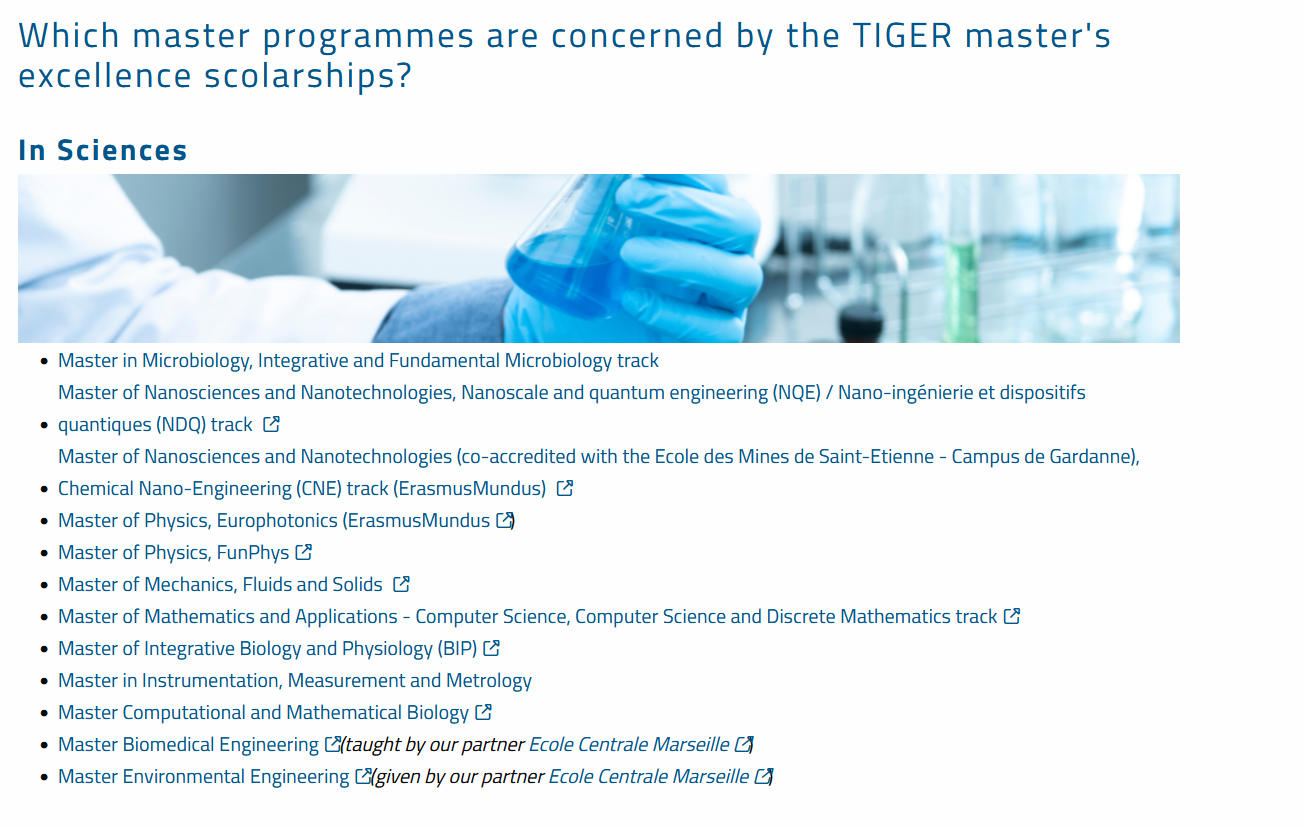 Which master programmes are concerned by the TIGER master's
excellence scolarships?
In Sciences
• Master in Microbiology, Integrative and Fundamental Microbiology track
Master of Nanosciences and Nanotechnologies, Nanoscale and quantum engineering (NQE) / Nano-ingénierie et dispositifs
• quantiques (NDQ) track
Master of Nanosciences and Nanotechnologies (co-accredited with the Ecole des Mines de Saint-Etienne - Campus de Gardanne),
• Chemical Nano-Engineering (CNE) track (ErasmusMundus)
• Master of Physics, Europhotonics (ErasmusMundus )
• Master of Physics, FunPhys
• Master of Mechanics, Fluids and Solids
• Master of Mathematics and Applications - Computer Science, Computer Science and Discrete Mathematics track
• Master of Integrative Biology and Physiology (BIP)
• Master in Instrumentation, Measurement and Metrology
• Master Computational and Mathematical Biology
• Master Biomedical Engineering (taught by our partner Ecole Centrale Marseille )
• Master Environmental Engineering (given by our partner Ecole Centrale Marseille )